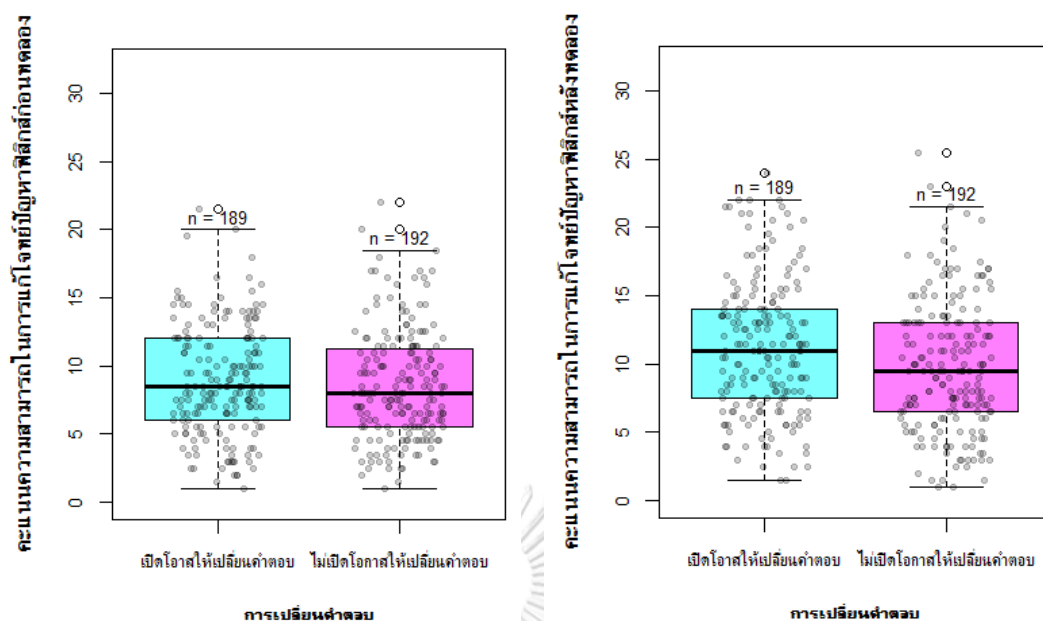 คะแนนความสามารถในการแก้โจทย์ปัญหาฟิสิกส์ก่อนทดลอง
30
25
20
15
10
5
0
n = 189
n = 192
เปิดโอาสให้เปลี่ยนคำตอบ ไม่เปิดโอกาสให้เปลี่ยนคำตอบ
การเปลี่ยนคำตอบ
คะแนนความสามารถในการแก้โจทย์ปัญหาฟิสิกส์หลังทดลอง
30
25
20
15
10
5
0
n = 189
n = 192
เปิดโอาสให้เปลี่ยนคำตอบ ไม่เปิดโอกาสให้เปลี่ยนคำตอบ
การเปลี่ยนคำตอบ